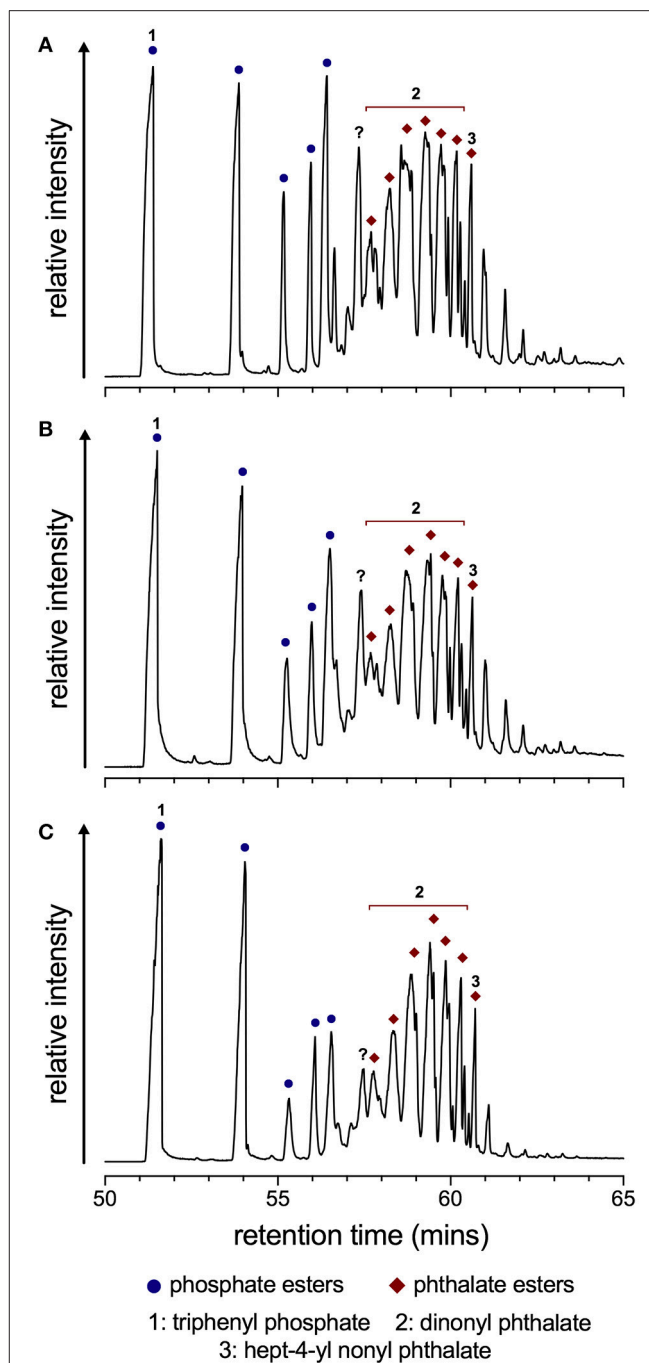 A
1
2
?
3
relative intensity
B
1
2
?
3
relative intensity
C
1
2
?
3
relative intensity
50 55 60 65
retention time (mins)
phosphate esters phthalate esters
1: triphenyl phosphate 2: dinonyl phthalate
3: hept-4-yl nonyl phthalate